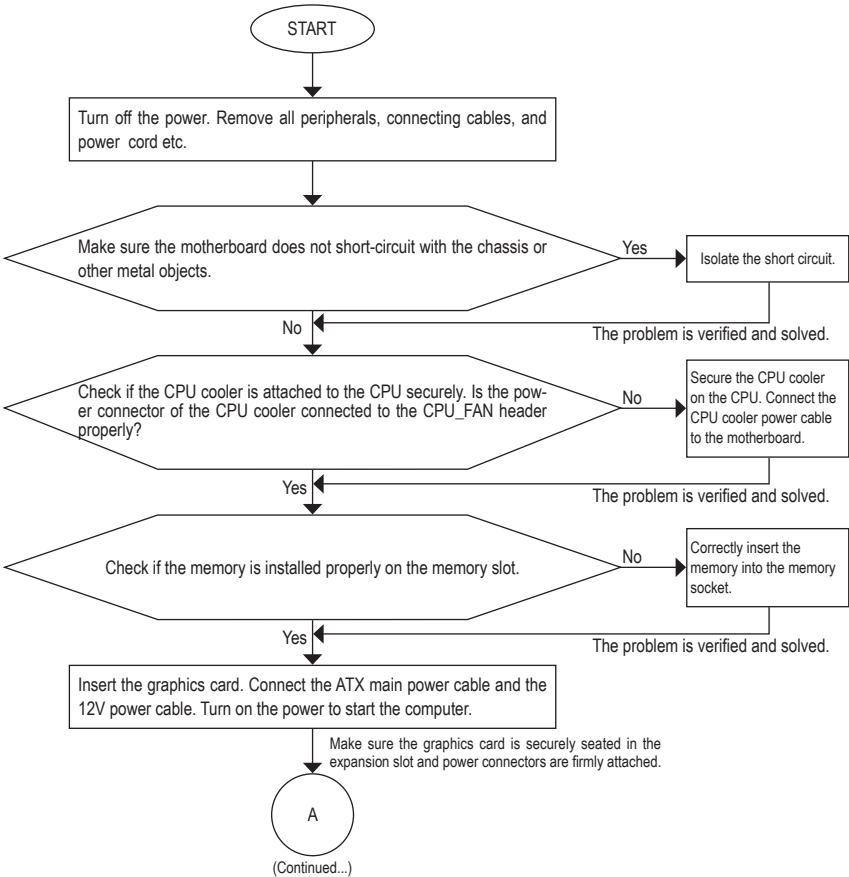 START
Turn off the power. Remove all peripherals, connecting cables, and
power cord etc.
Make sure the motherboard does not short-circuit with the chassis or
other metal objects.
Yes
Isolate the short circuit.
No
The problem is verified and solved.
Check if the CPU cooler is attached to the CPU securely. Is the pow-
er connector of the CPU cooler connected to the CPU_FAN header
properly?
No
Secure the CPU cooler
on the CPU. Connect the
CPU cooler power cable
to the motherboard.
Yes
The problem is verified and solved.
Check if the memory is installed properly on the memory slot.
No
Correctly insert the
memory into the memory
socket.
Yes
The problem is verified and solved.
Insert the graphics card. Connect the ATX main power cable and the
12V power cable. Turn on the power to start the computer.
Make sure the graphics card is securely seated in the
expansion slot and power connectors are firmly attached.
A
(Continued...)